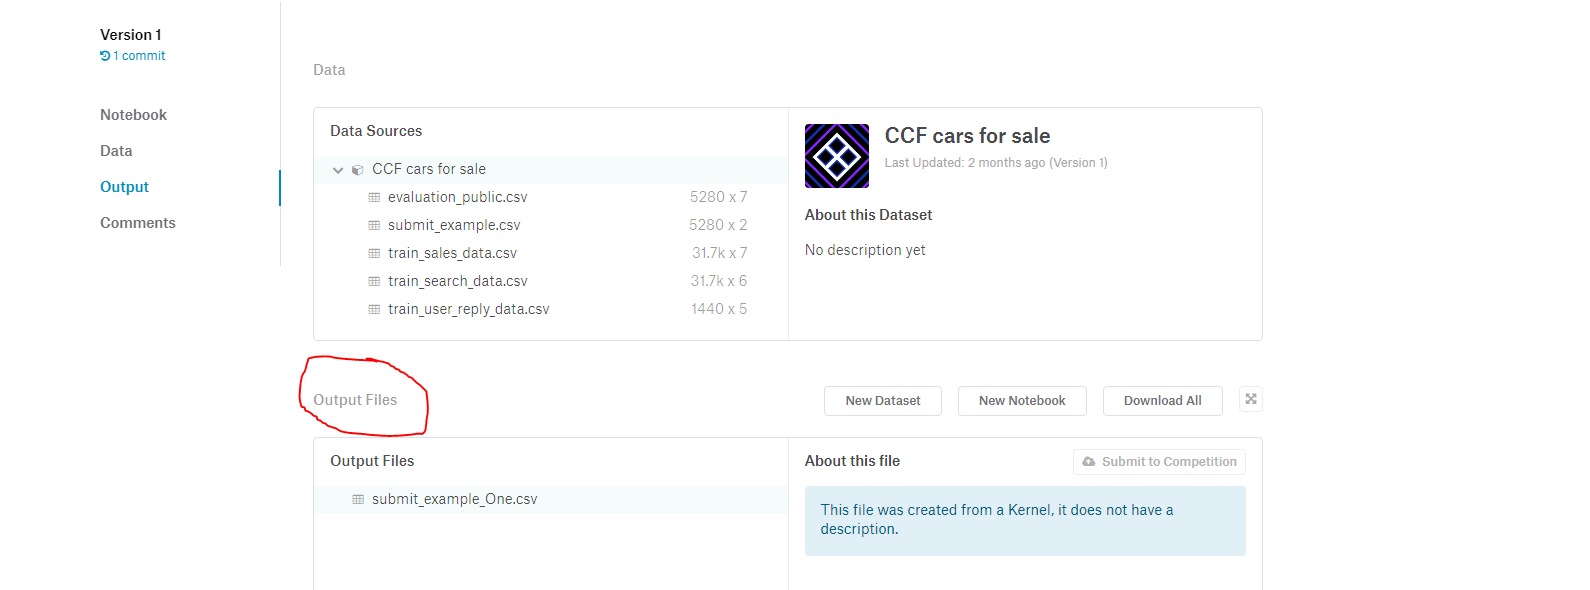 Version 1
1 commit
Notebook
Data
Output
Comments
Data
Data Sources
CCF cars for sale
evaluation_public.csv 5280 x 7
submit_example.csv 5280 x 2
train_sales_data.csv 31.7k x 7
train_search_data.csv 31.7k x 6
train_user_reply_data.csv 1440 x 5
CCF cars for sale
Last Updated: 2 months ago (Version 1)
About this Dataset
No description yet
Output Files
New Dataset New Notebook Download All
Output Files
submit_example_One.csv
About this file Submit to Competition
This file was created from a Kernel, it does not have a
description.